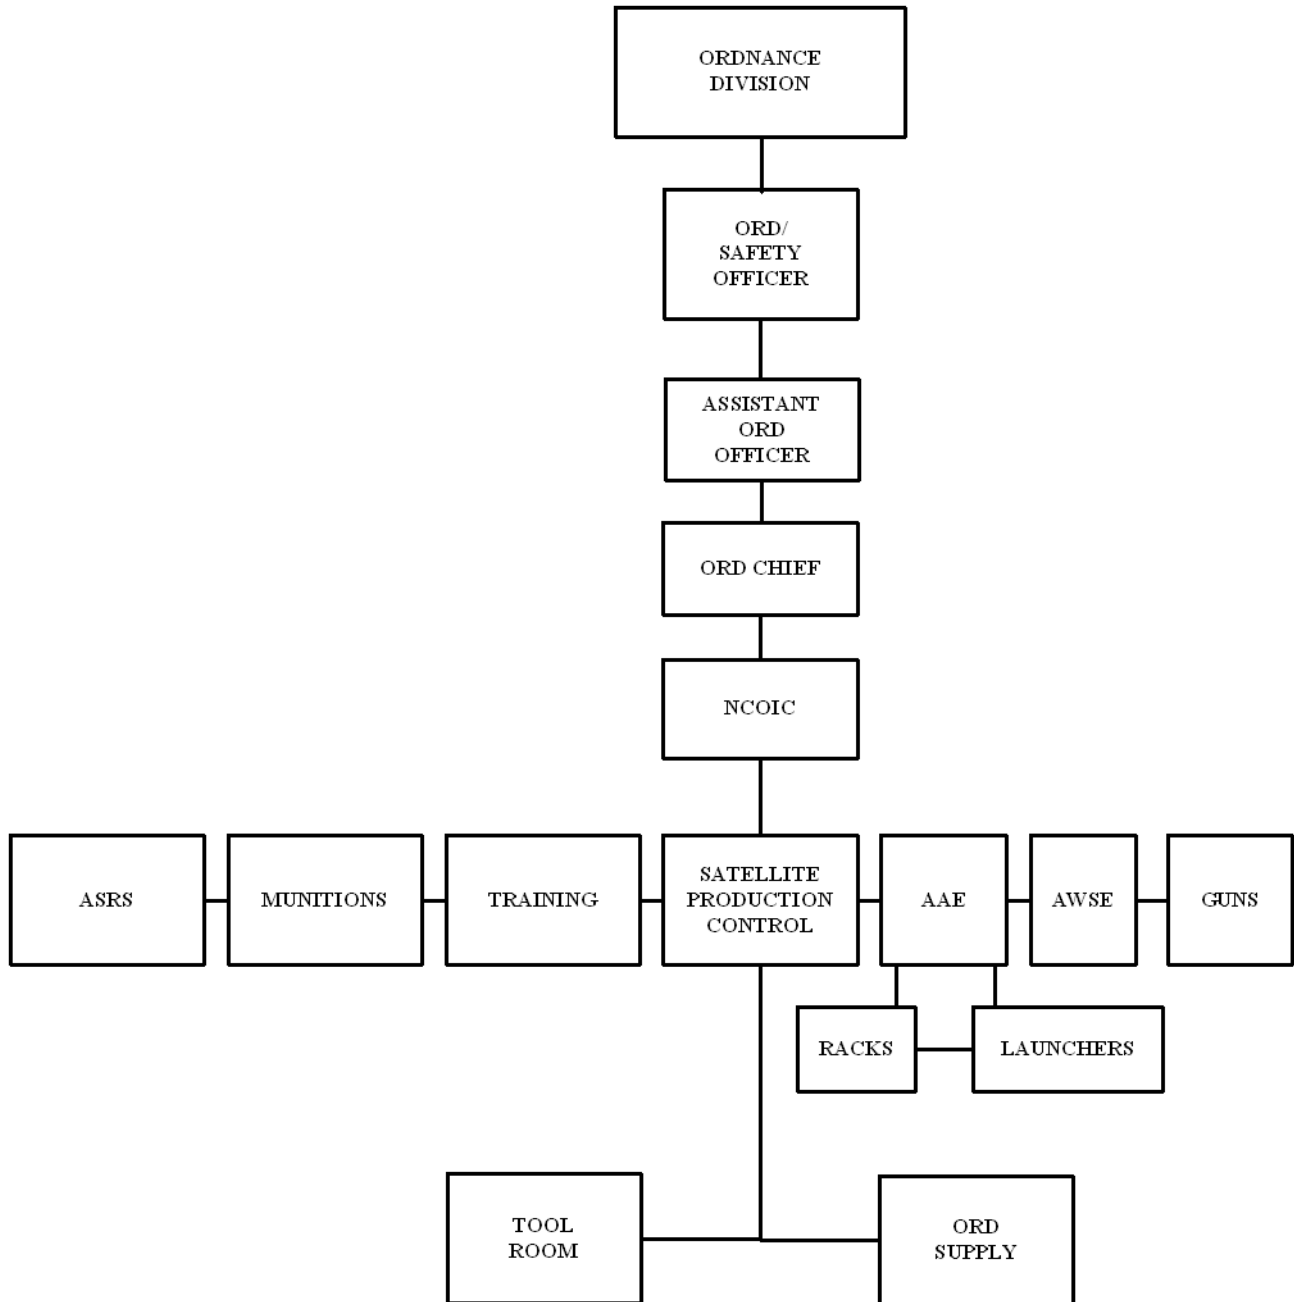 ORDNANCE
DIVISION
ORD/
SAFETY
OFFICER
ASSISTANT
ORD
OFFICER
ORD CHIEF
NCOIC
ASRS
MUNITIONS
TRAINING
SATELLITE
PRODUCTION
CONTROL
AAE
AWSE
GUNS
RACKS
LAUNCHERS
TOOL
ROOM
ORD
SUPPLY